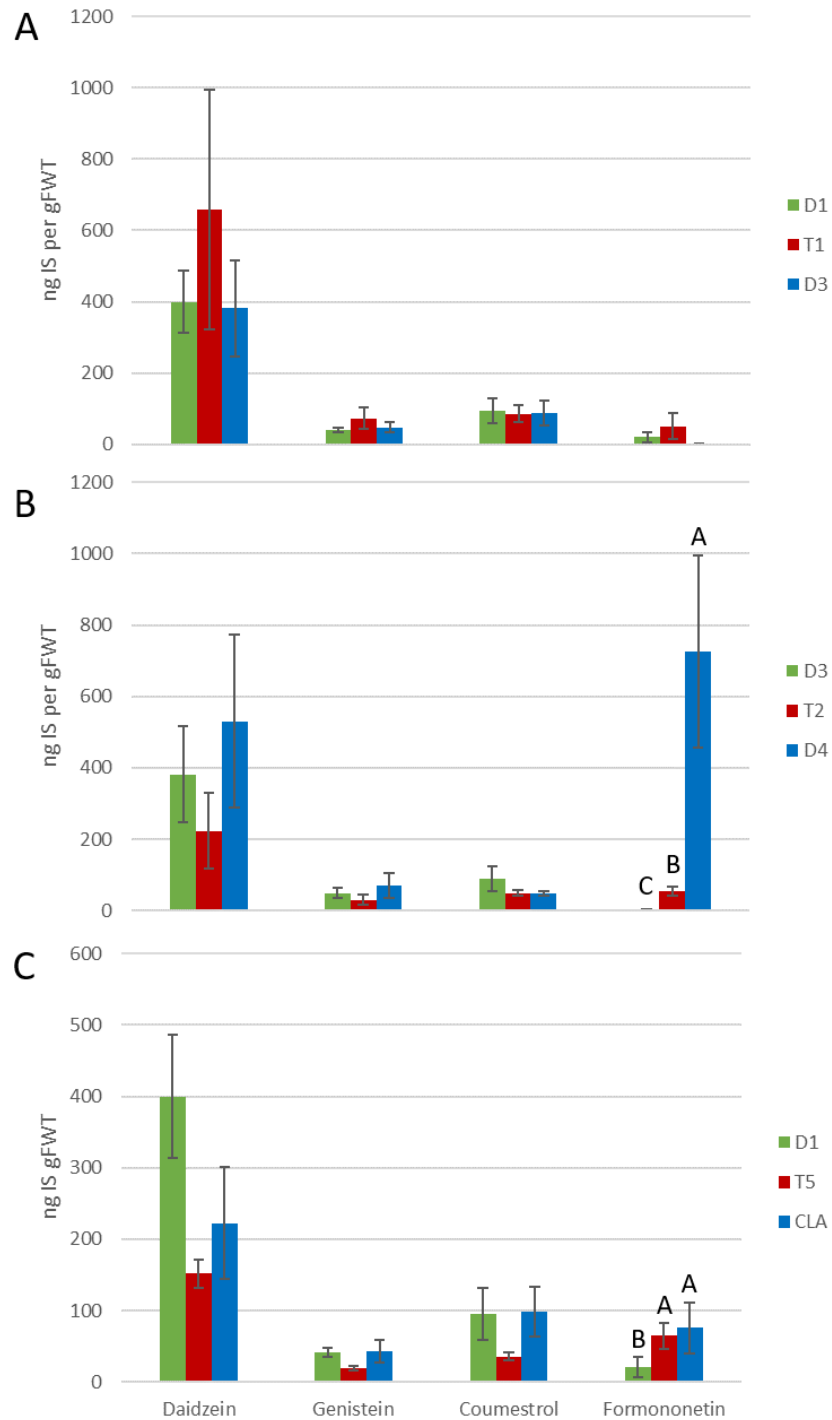 A
1200
1000
800
600
400
200
0
ng IS per gFWT
D1
T1
D3
B
1200
1000
800
600
400
200
0
ng IS per gFWT
A
B
C
D3
T2
D4
C
600
500
400
300
200
100
0
ng IS gFWT
B
A
A
D1
T5
CLA
Daidzein Genistein Coumestrol Formononetin